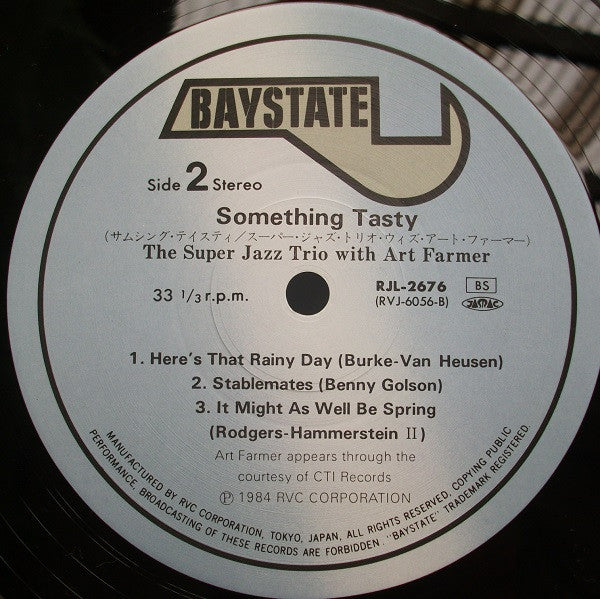 BAYSTATE
Side 2 Stereo
Something Tasty
(サムシング・テイスティ/スーパー・ジャズ・トリオ・ウィズ・アート・ファーマー)
The Super Jazz Trio with Art Farmer
33 1/3 r.p.m.
RJL-2676
BS
(RVJ-6056-B)
JASRAC
1. Here's That Rainy Day (Burke-Van Heusen)
2. Stablemates (Benny Golson)
3. It Might As Well Be Spring
(Rodgers-Hammerstein II)
Art Farmer appears through the
courtesy of CTI Records
Ⓟ 1984 RVC CORPORATION
MANUFACTURED BY RVC CORPORATION, TOKYO, JAPAN, ALL RIGHTS RESERVED, COPYING PUBLIC
PERFORMANCE, BROADCASTING OF THESE RECORDS ARE FORBIDDEN. "BAYSTATE" TRADEMARK REGISTERED.